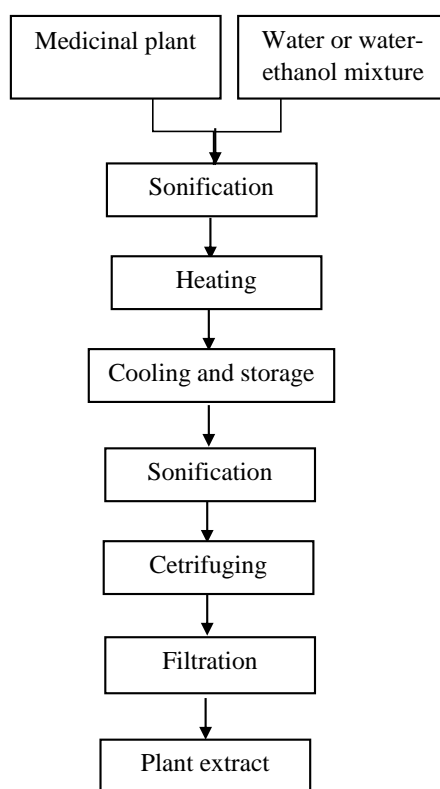 Medicinal plant
Water or water-
ethanol mixture
Sonification
Heating
Cooling and storage
Sonification
Cetrifuging
Filtration
Plant extract